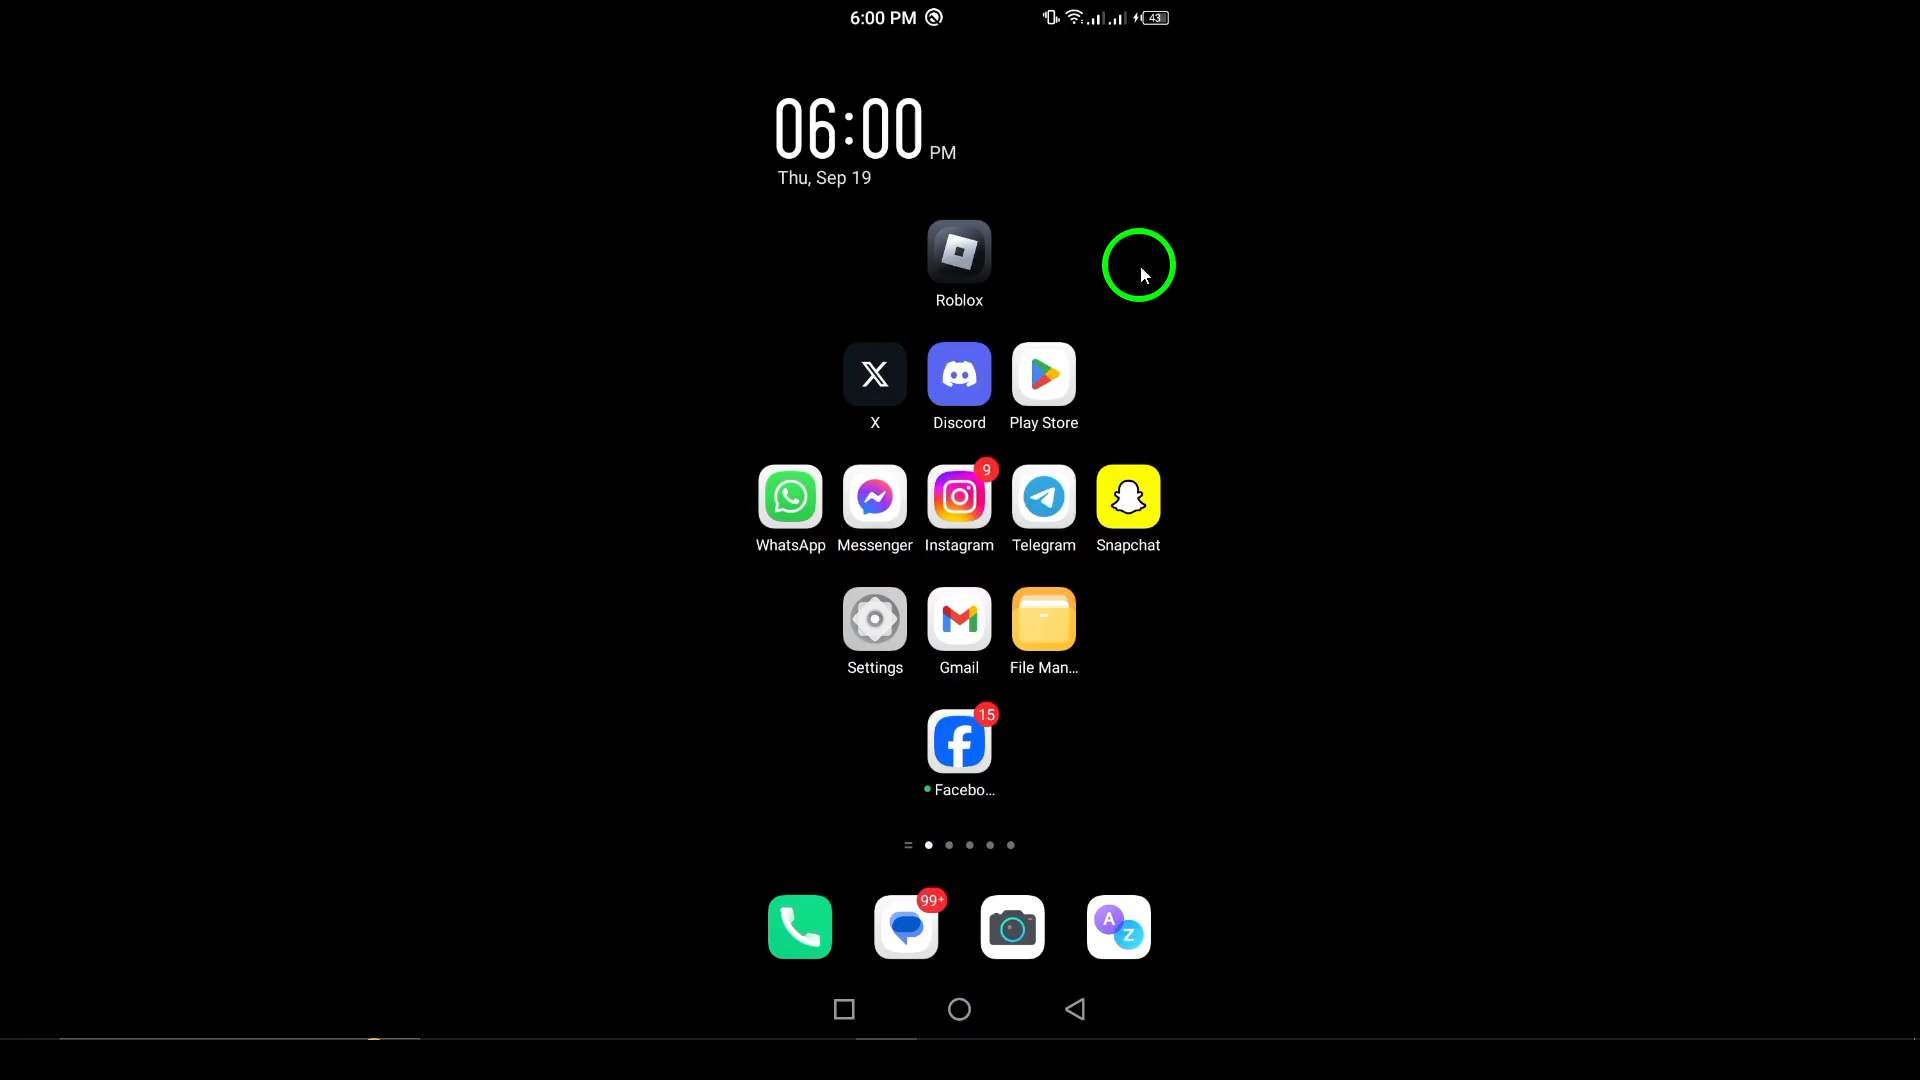 6:00 PM
43
06:00 PM
Thu, Sep 19
Roblox
X Discord Play Store
9
WhatsApp Messenger Instagram Telegram Snapchat
Settings Gmail File Man...
15
Facebo...
99+
A Z